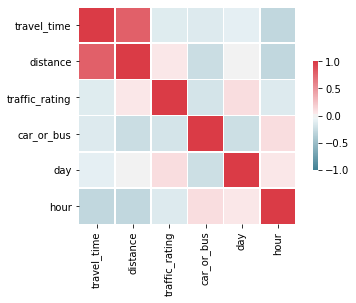 travel_time
distance
traffic_rating
car_or_bus
day
hour
1.0
0.5
0.0
−0.5
−1.0
travel_time
distance
traffic_rating
car_or_bus
day
hour